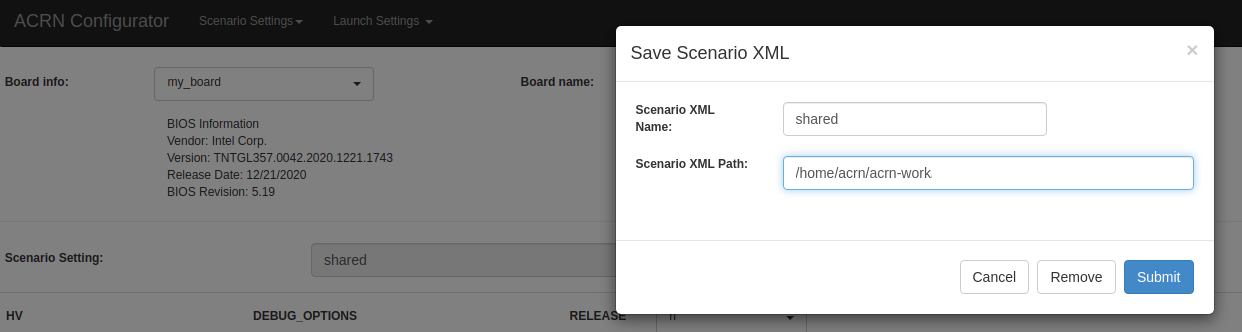 ACRN Configurator Scenario Settings Launch Settings
Save Scenario XML ×
Board info: my_board Board name:
BIOS Information
Vendor: Intel Corp.
Version: TNTGL357.0042.2020.1221.1743
Release Date: 12/21/2020
BIOS Revision: 5.19
Scenario XML
Name: shared
Scenario XML Path: /home/acrn/acrn-work
Scenario Setting: shared
Cancel Remove Submit
HV DEBUG_OPTIONS RELEASE